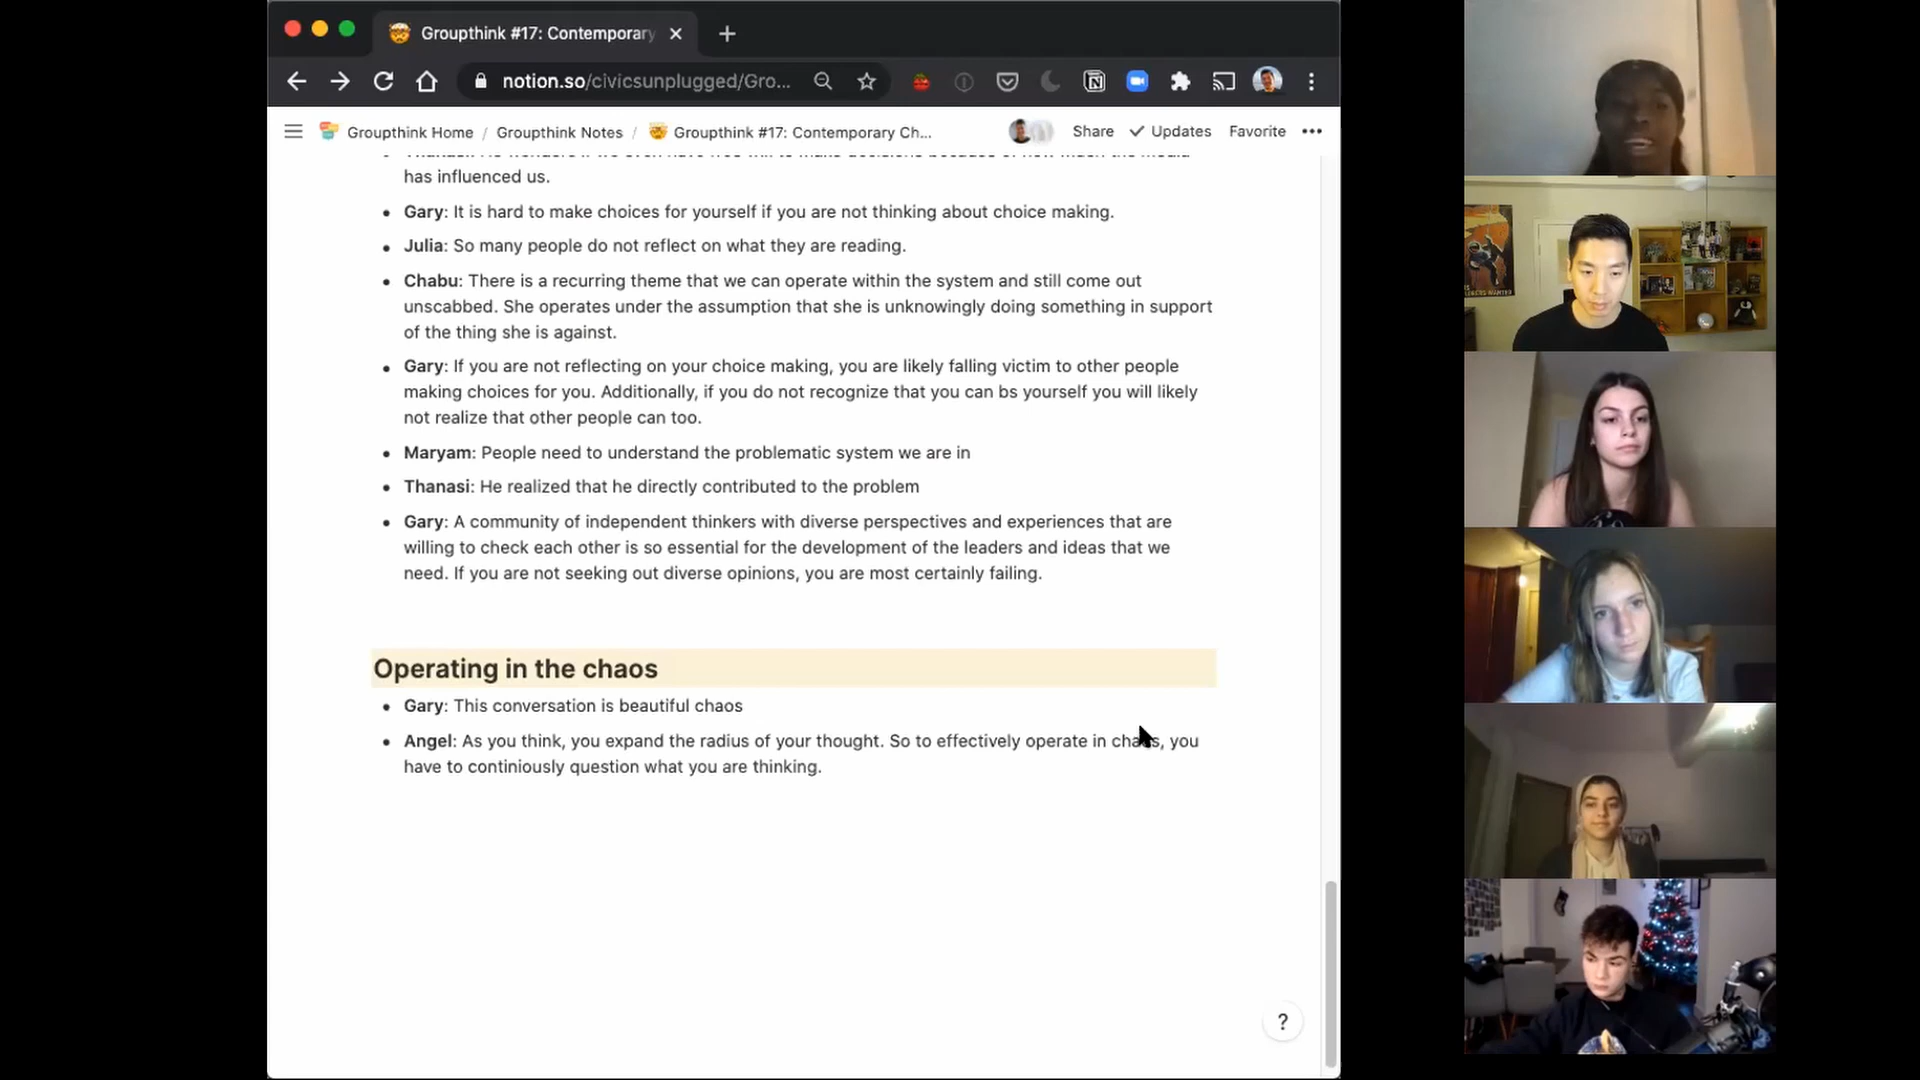 Groupthink #17: Contemporary
notion.so/civicsunplugged/Gro...
Groupthink Home / Groupthink Notes / Groupthink #17: Contemporary Ch...
Share Updates Favorite
has influenced us.
Gary: It is hard to make choices for yourself if you are not thinking about choice making.
Julia: So many people do not reflect on what they are reading.
Chabu: There is a recurring theme that we can operate within the system and still come out
unscabbed. She operates under the assumption that she is unknowingly doing something in support
of the thing she is against.
Gary: If you are not reflecting on your choice making, you are likely falling victim to other people
making choices for you. Additionally, if you do not recognize that you can bs yourself you will likely
not realize that other people can too.
Maryam: People need to understand the problematic system we are in
Thanasi: He realized that he directly contributed to the problem
Gary: A community of independent thinkers with diverse perspectives and experiences that are
willing to check each other is so essential for the development of the leaders and ideas that we
need. If you are not seeking out diverse opinions, you are most certainly failing.
Operating in the chaos
Gary: This conversation is beautiful chaos
Angel: As you think, you expand the radius of your thought. So to effectively operate in chaos, you
have to continiously question what you are thinking.
?